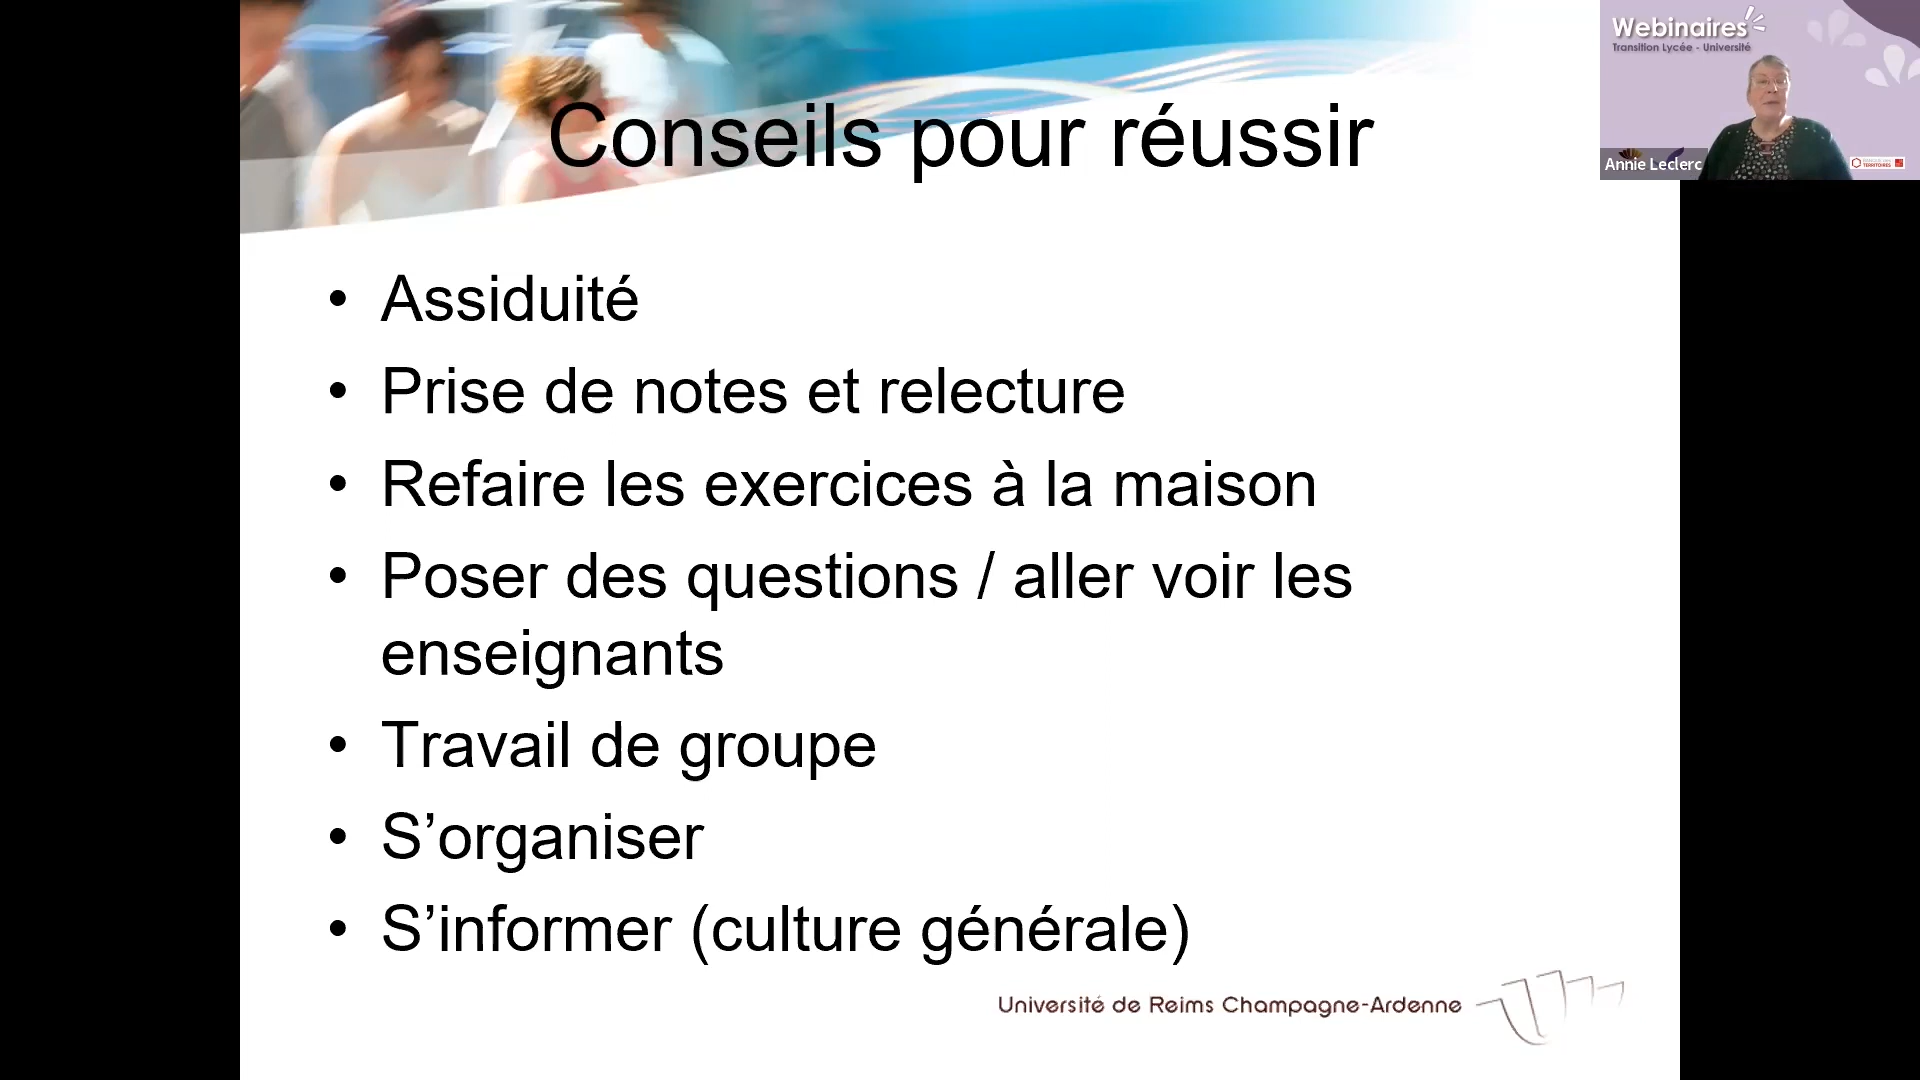 Conseils pour réussir
• Assiduité
• Prise de notes et relecture
• Refaire les exercices à la maison
• Poser des questions / aller voir les
enseignants
• Travail de groupe
• S’organiser
• S’informer (culture générale)
Université de Reims Champagne-Ardenne
Webinaires
Transition Lycée - Université
Annie Leclerc
TERRITOIRES